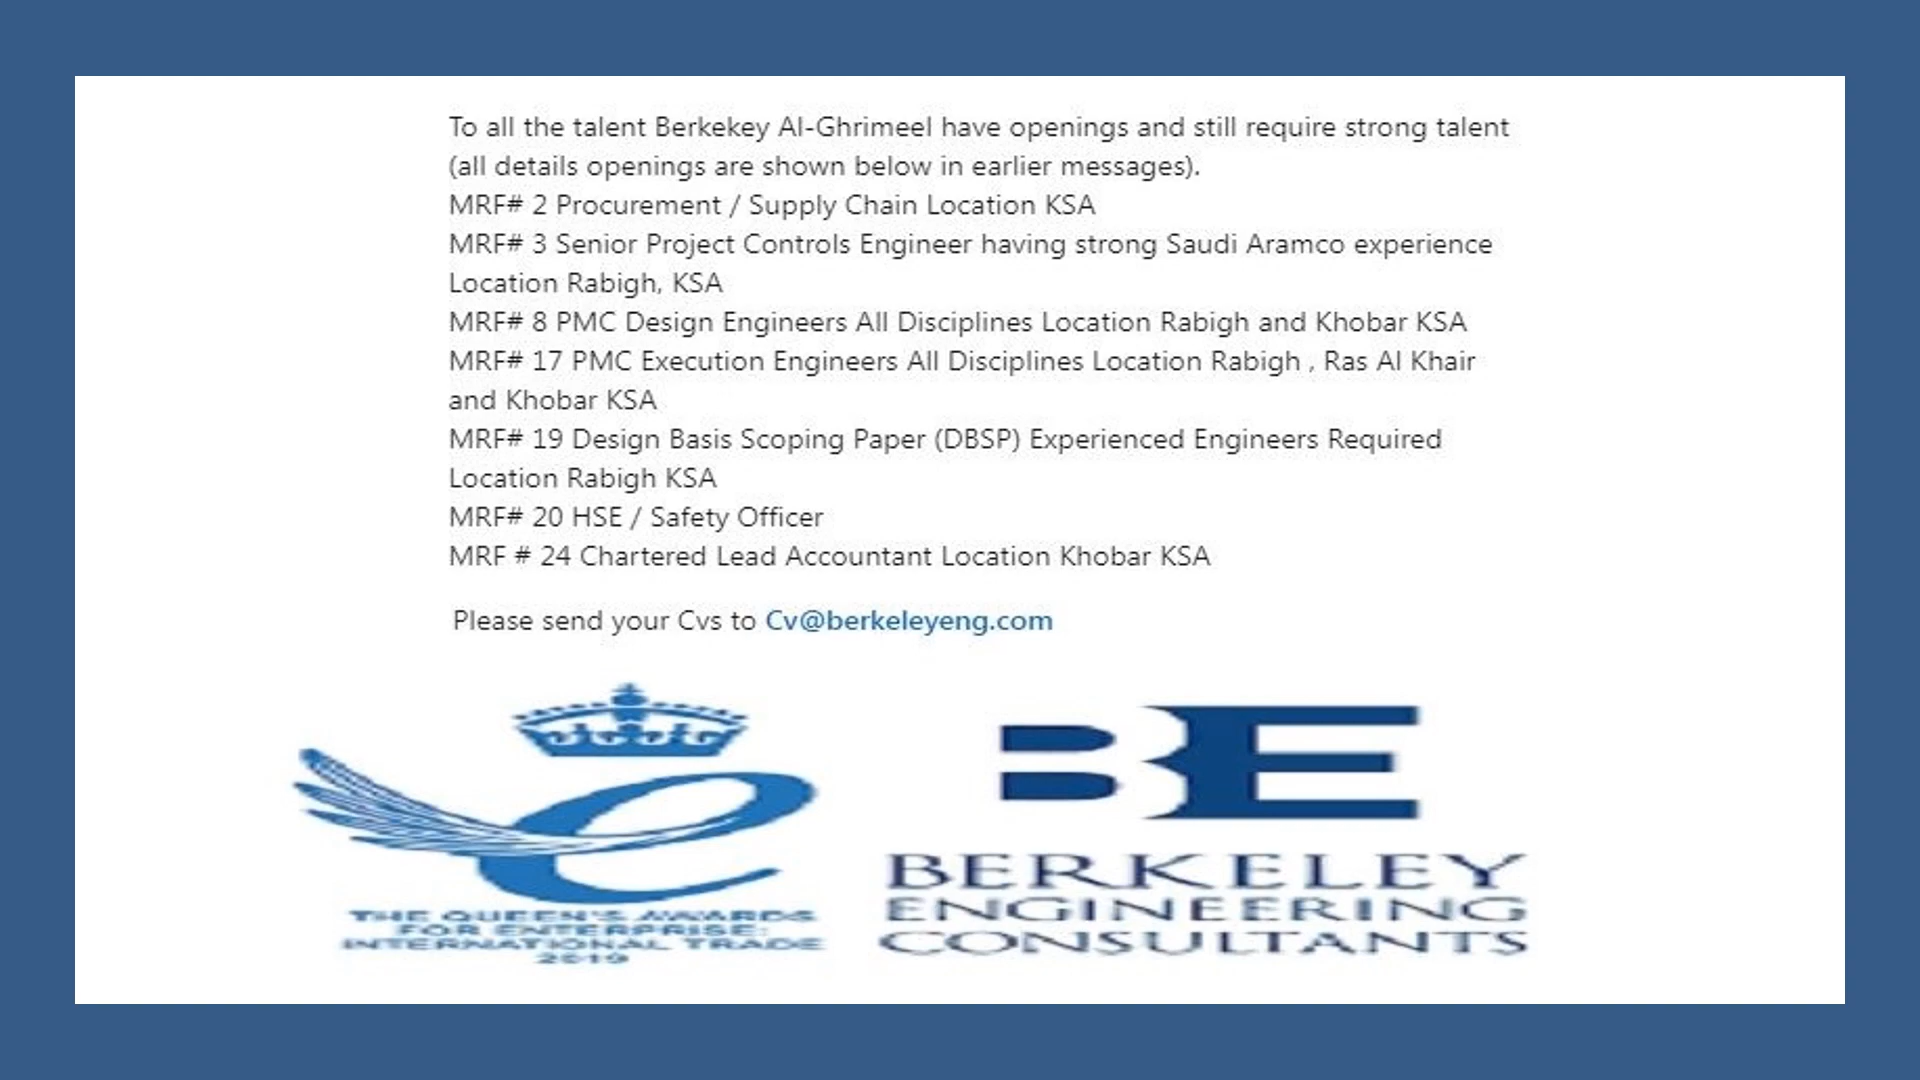 To all the talent Berkekey Al-Ghrimeel have openings and still require strong talent
(all details openings are shown below in earlier messages).
MRF# 2 Procurement / Supply Chain Location KSA
MRF# 3 Senior Project Controls Engineer having strong Saudi Aramco experience
Location Rabigh, KSA
MRF# 8 PMC Design Engineers All Disciplines Location Rabigh and Khobar KSA
MRF# 17 PMC Execution Engineers All Disciplines Location Rabigh , Ras Al Khair
and Khobar KSA
MRF# 19 Design Basis Scoping Paper (DBSP) Experienced Engineers Required
Location Rabigh KSA
MRF# 20 HSE / Safety Officer
MRF # 24 Chartered Lead Accountant Location Khobar KSA
Please send your Cvs to Cv@berkeleyeng.com
e
THE QUEEN'S AWARDS
FOR ENTERPRISE:
INTERNATIONAL TRADE
2019
BE
BERKELEY
ENGINEERING
CONSULTANTS